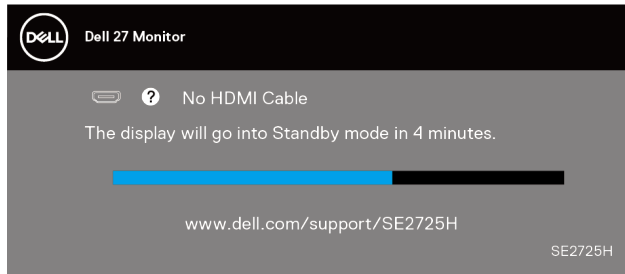 DELL
Dell 27 Monitor
? No HDMI Cable
The display will go into Standby mode in 4 minutes.
www.dell.com/support/SE2725H
SE2725H